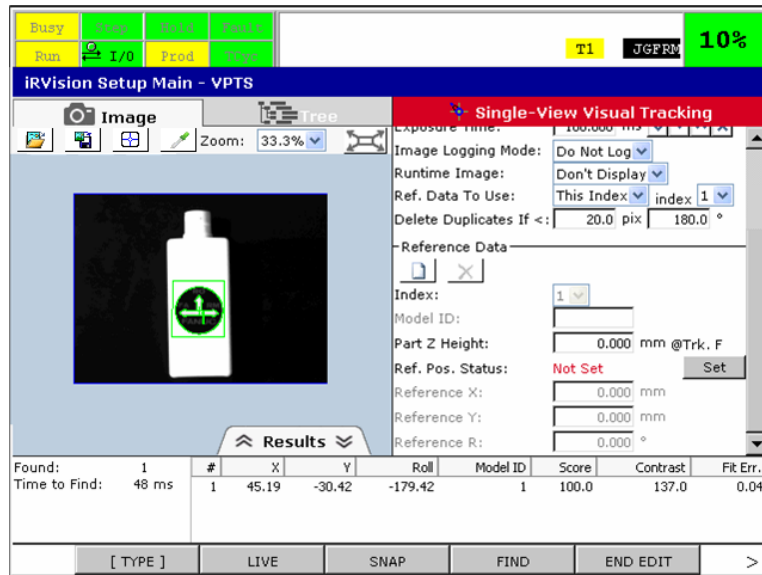 Busy Step Hold Fault
Run I/O Prod TCyc
T1 JGFRM 10%
iRVision Setup Main - VPTS
Image Tree
Single-View Visual Tracking
Zoom: 33.3%
Exposure Time: 100.000 ms
Image Logging Mode: Do Not Log
Runtime Image: Don't Display
Ref. Data To Use: This Index index 1
Delete Duplicates If <: 20.0 pix 180.0 °
Reference Data
Index: 1
Model ID:
Part Z Height: 0.000 mm @Trk. F
Ref. Pos. Status: Not Set Set
Reference X: 0.000 mm
Reference Y: 0.000 mm
Reference R: 0.000 °
Results
Found: 1
Time to Find: 48 ms
# X Y Roll Model ID Score Contrast Fit Err.
1 45.19 -30.42 -179.42 1 100.0 137.0 0.04
[ TYPE ] LIVE SNAP FIND END EDIT >